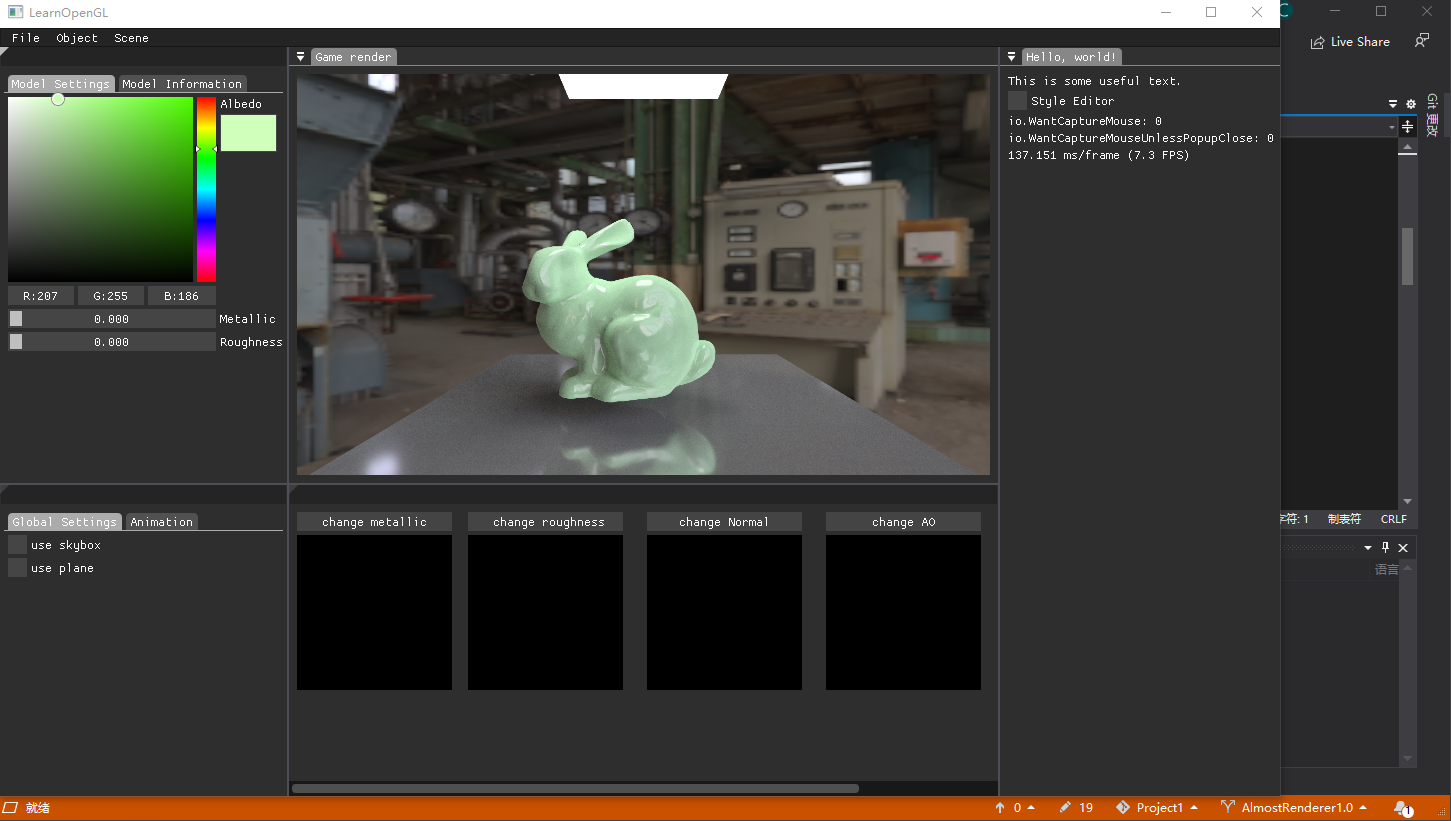 LearnOpenGL
File Object Scene
Live Share
Game render
Hello, world!
Model Settings Model Information
This is some useful text.
Albedo
Style Editor
io.WantCaptureMouse: 0
io.WantCaptureMouseUnlessPopupClose: 0
137.151 ms/frame (7.3 FPS)
Git 更改
R:207 G:255 B:186
0.000 Metallic
0.000 Roughness
Global Settings Animation
use skybox
use plane
change metallic change roughness change Normal change AO
字符: 1 制表符 CRLF
语言
就绪
0 19 Project1 AlmostRenderer1.0 1